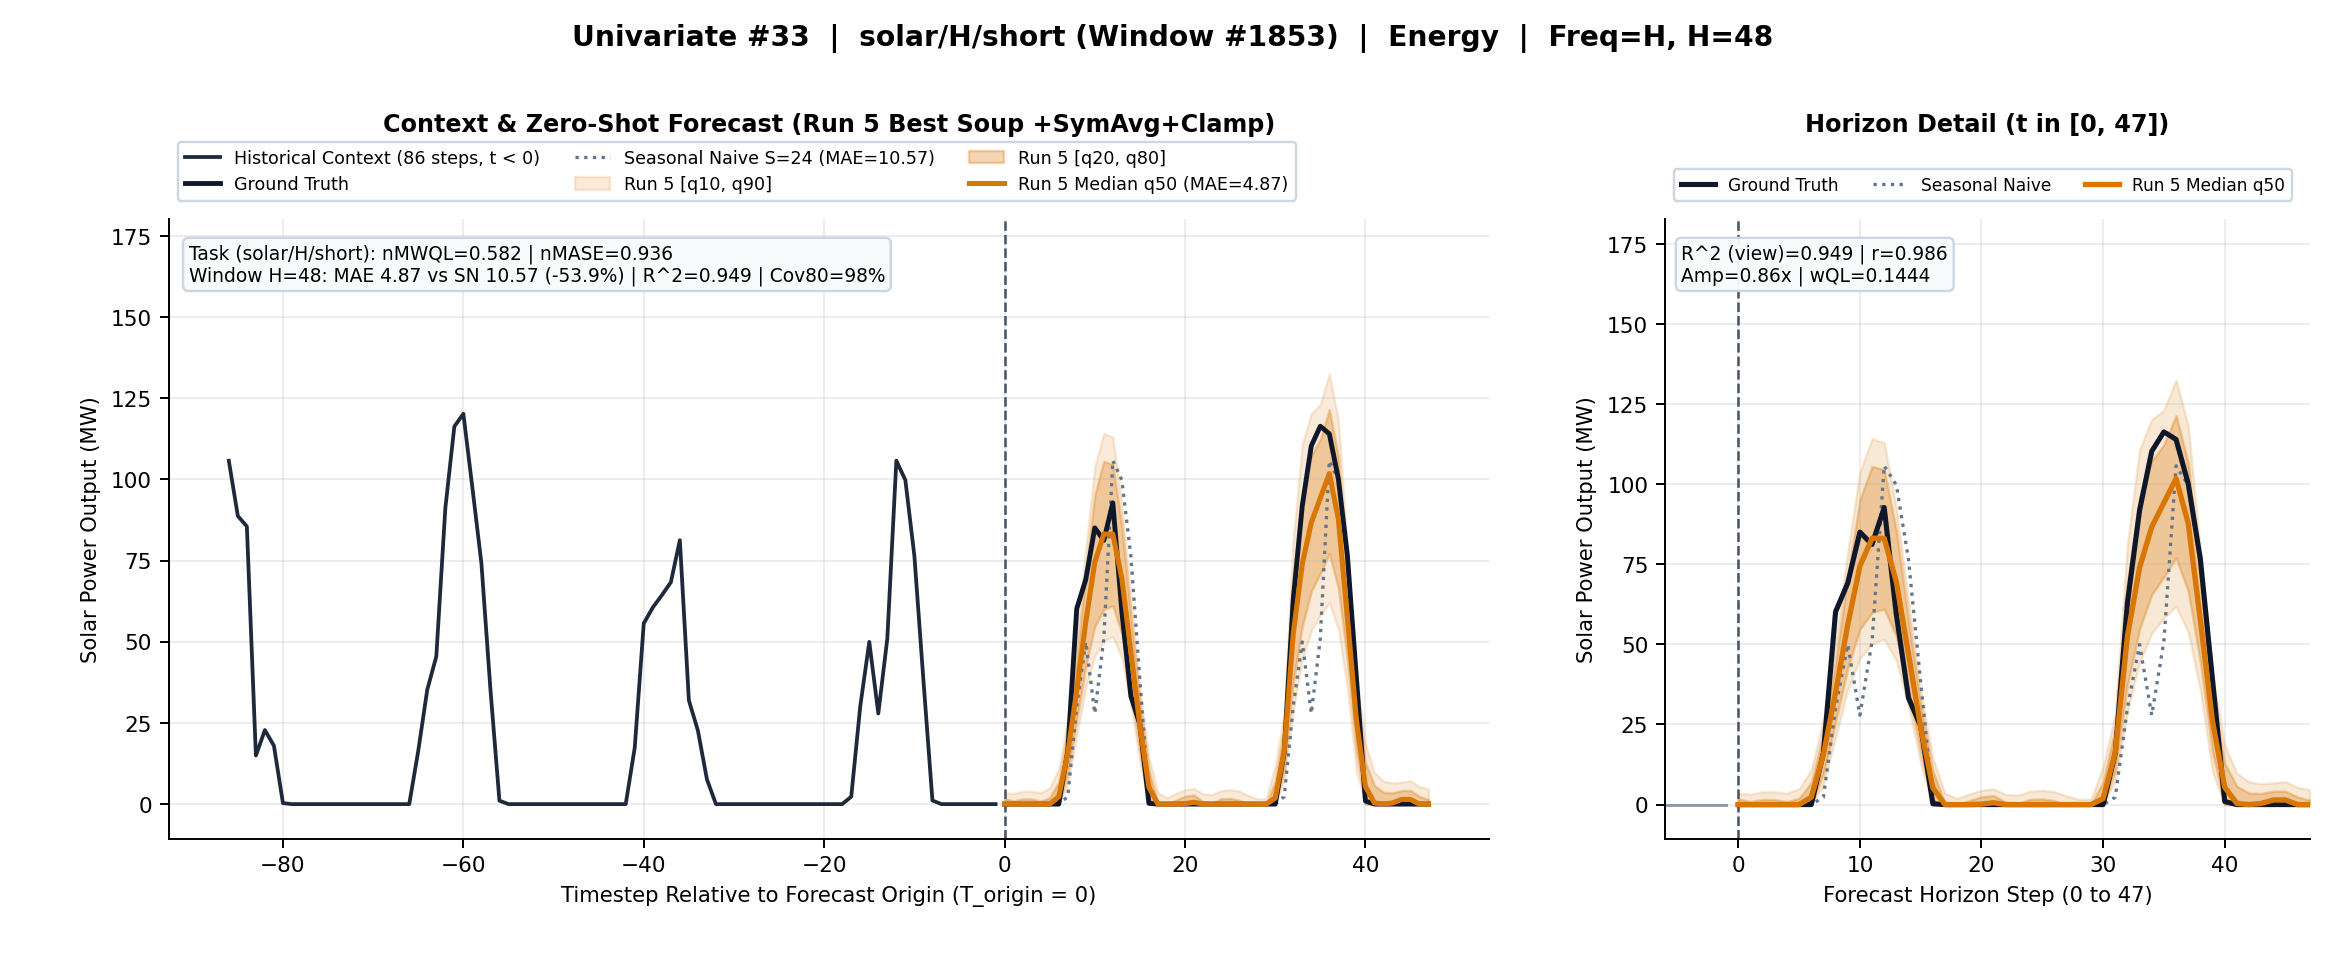 Univariate #33 | solar/H/short (Window #1853) | Energy | Freq=H, H=48
Context & Zero-Shot Forecast (Run 5 Best Soup +SymAvg+Clamp)
Historical Context (86 steps, t < 0)
Ground Truth
Seasonal Naive S=24 (MAE=10.57)
Run 5 [q10, q90]
Run 5 [q20, q80]
Run 5 Median q50 (MAE=4.87)
Task (solar/H/short): nMWQL=0.582 | nMASE=0.936
Window H=48: MAE 4.87 vs SN 10.57 (-53.9%) | R^2=0.949 | Cov80=98%
Solar Power Output (MW)
175
150
125
100
75
50
25
0
−80
−60
−40
−20
0
20
40
Timestep Relative to Forecast Origin (T_origin = 0)
Horizon Detail (t in [0, 47])
Ground Truth
Seasonal Naive
Run 5 Median q50
R^2 (view)=0.949 | r=0.986
Amp=0.86x | wQL=0.1444
Solar Power Output (MW)
175
150
125
100
75
50
25
0
0
10
20
30
40
Forecast Horizon Step (0 to 47)